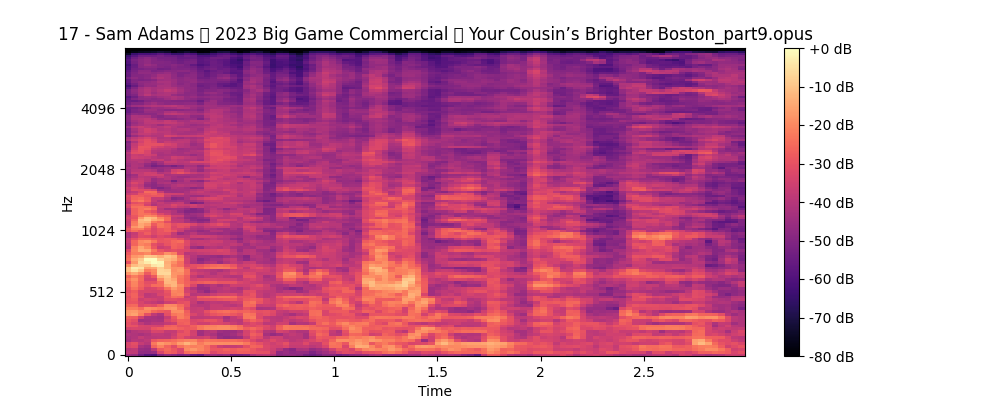 17 - Sam Adams ▯ 2023 Big Game Commercial ▯ Your Cousin’s Brighter Boston_part9.opus
+0 dB
-10 dB
-20 dB
-30 dB
-40 dB
-50 dB
-60 dB
-70 dB
-80 dB
4096
2048
1024
512
0
Hz
0 0.5 1 1.5 2 2.5
Time